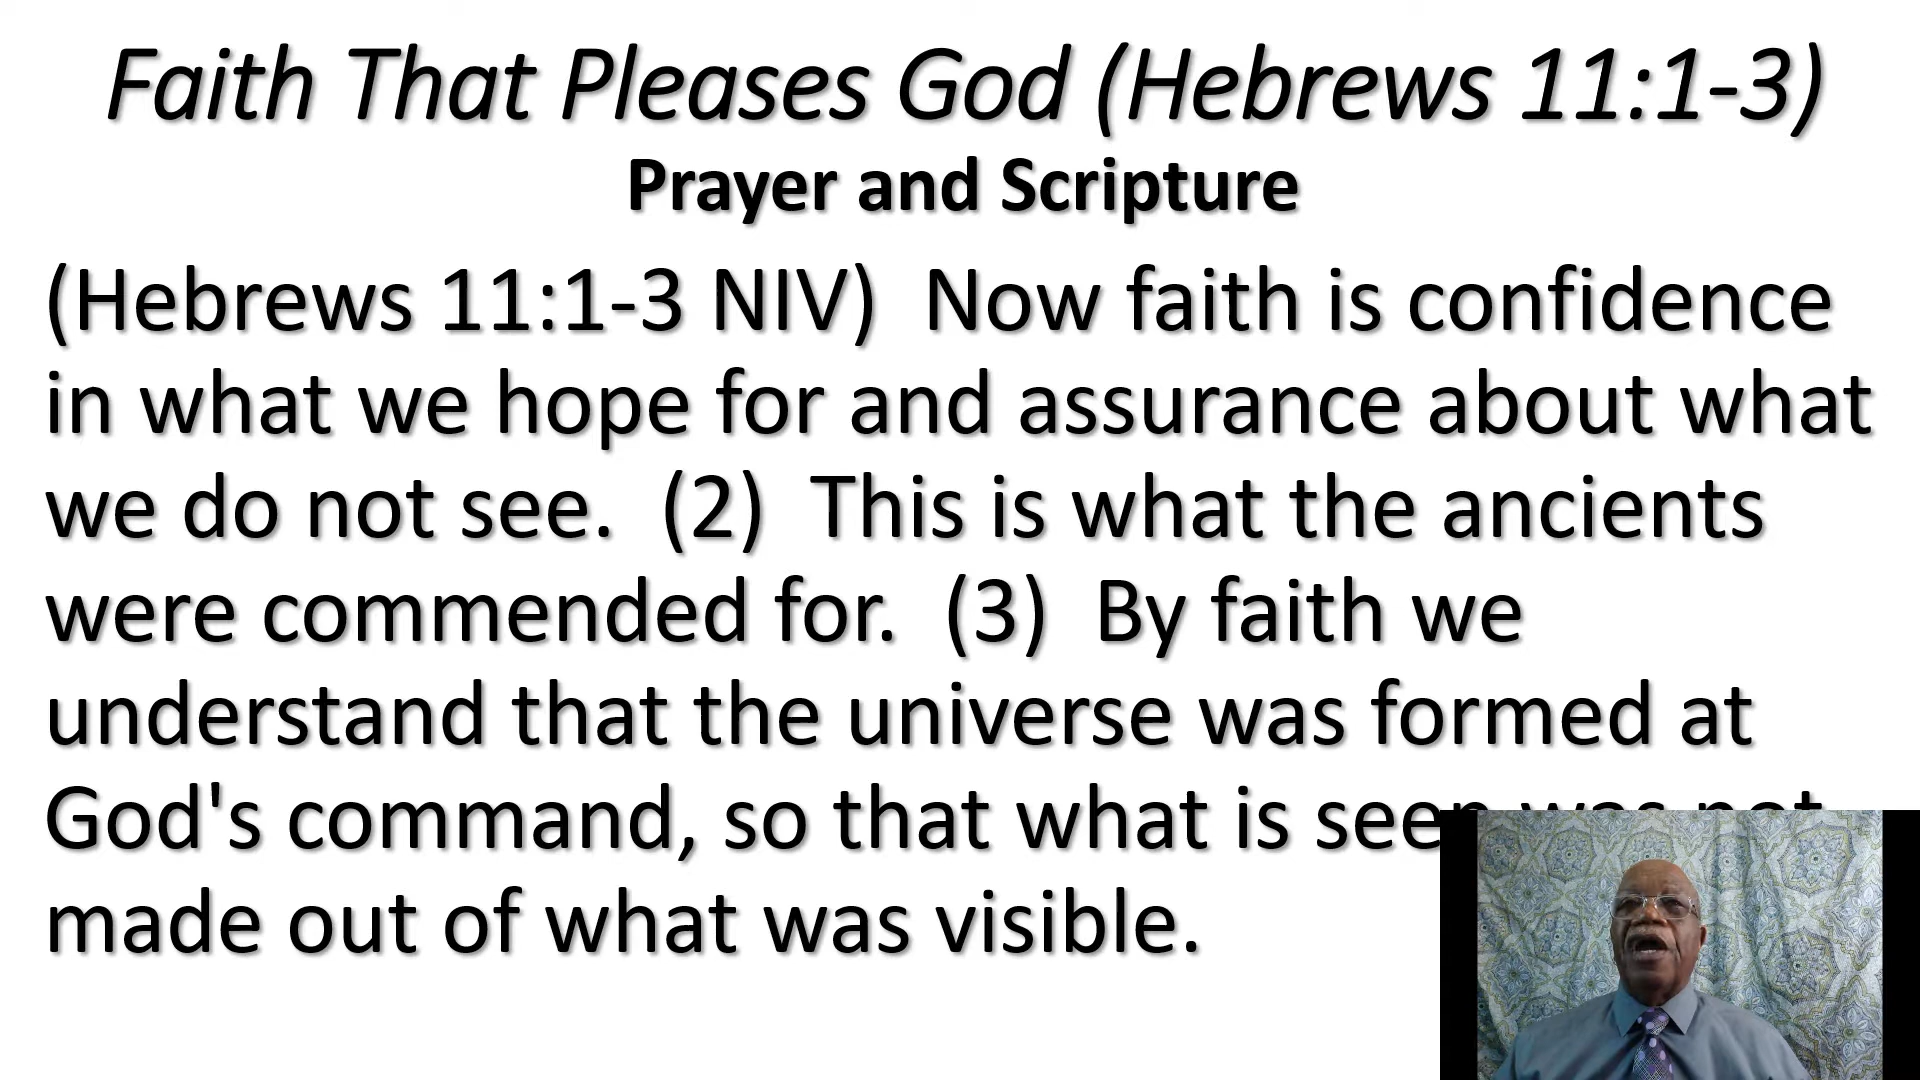 Faith That Pleases God (Hebrews 11:1-3)
Prayer and Scripture
(Hebrews 11:1-3 NIV)  Now faith is confidence
in what we hope for and assurance about what
we do not see.  (2)  This is what the ancients
were commended for.  (3)  By faith we
understand that the universe was formed at
God's command, so that what is seen was not
made out of what was visible.